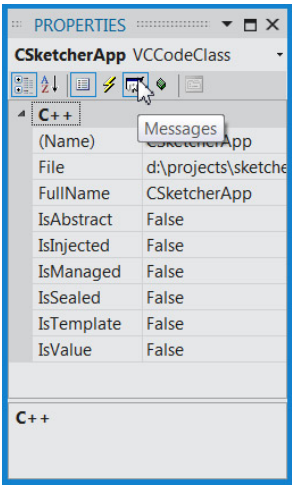 PROPERTIES
CSketcherApp VCCodeClass
C++
Messages
(Name) CSketcherApp
File d:\projects\sketche
FullName CSketcherApp
IsAbstract False
IsInjected False
IsManaged False
IsSealed False
IsTemplate False
IsValue False
C++